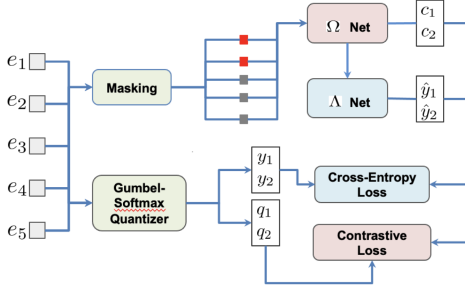 e₁
e₂
e₃
e₄
e₅
Masking
Gumbel-
Softmax
Quantizer
Ω Net
Λ Net
c₁
c₂
ŷ₁
ŷ₂
y₁
y₂
q₁
q₂
Cross-Entropy
Loss
Contrastive
Loss